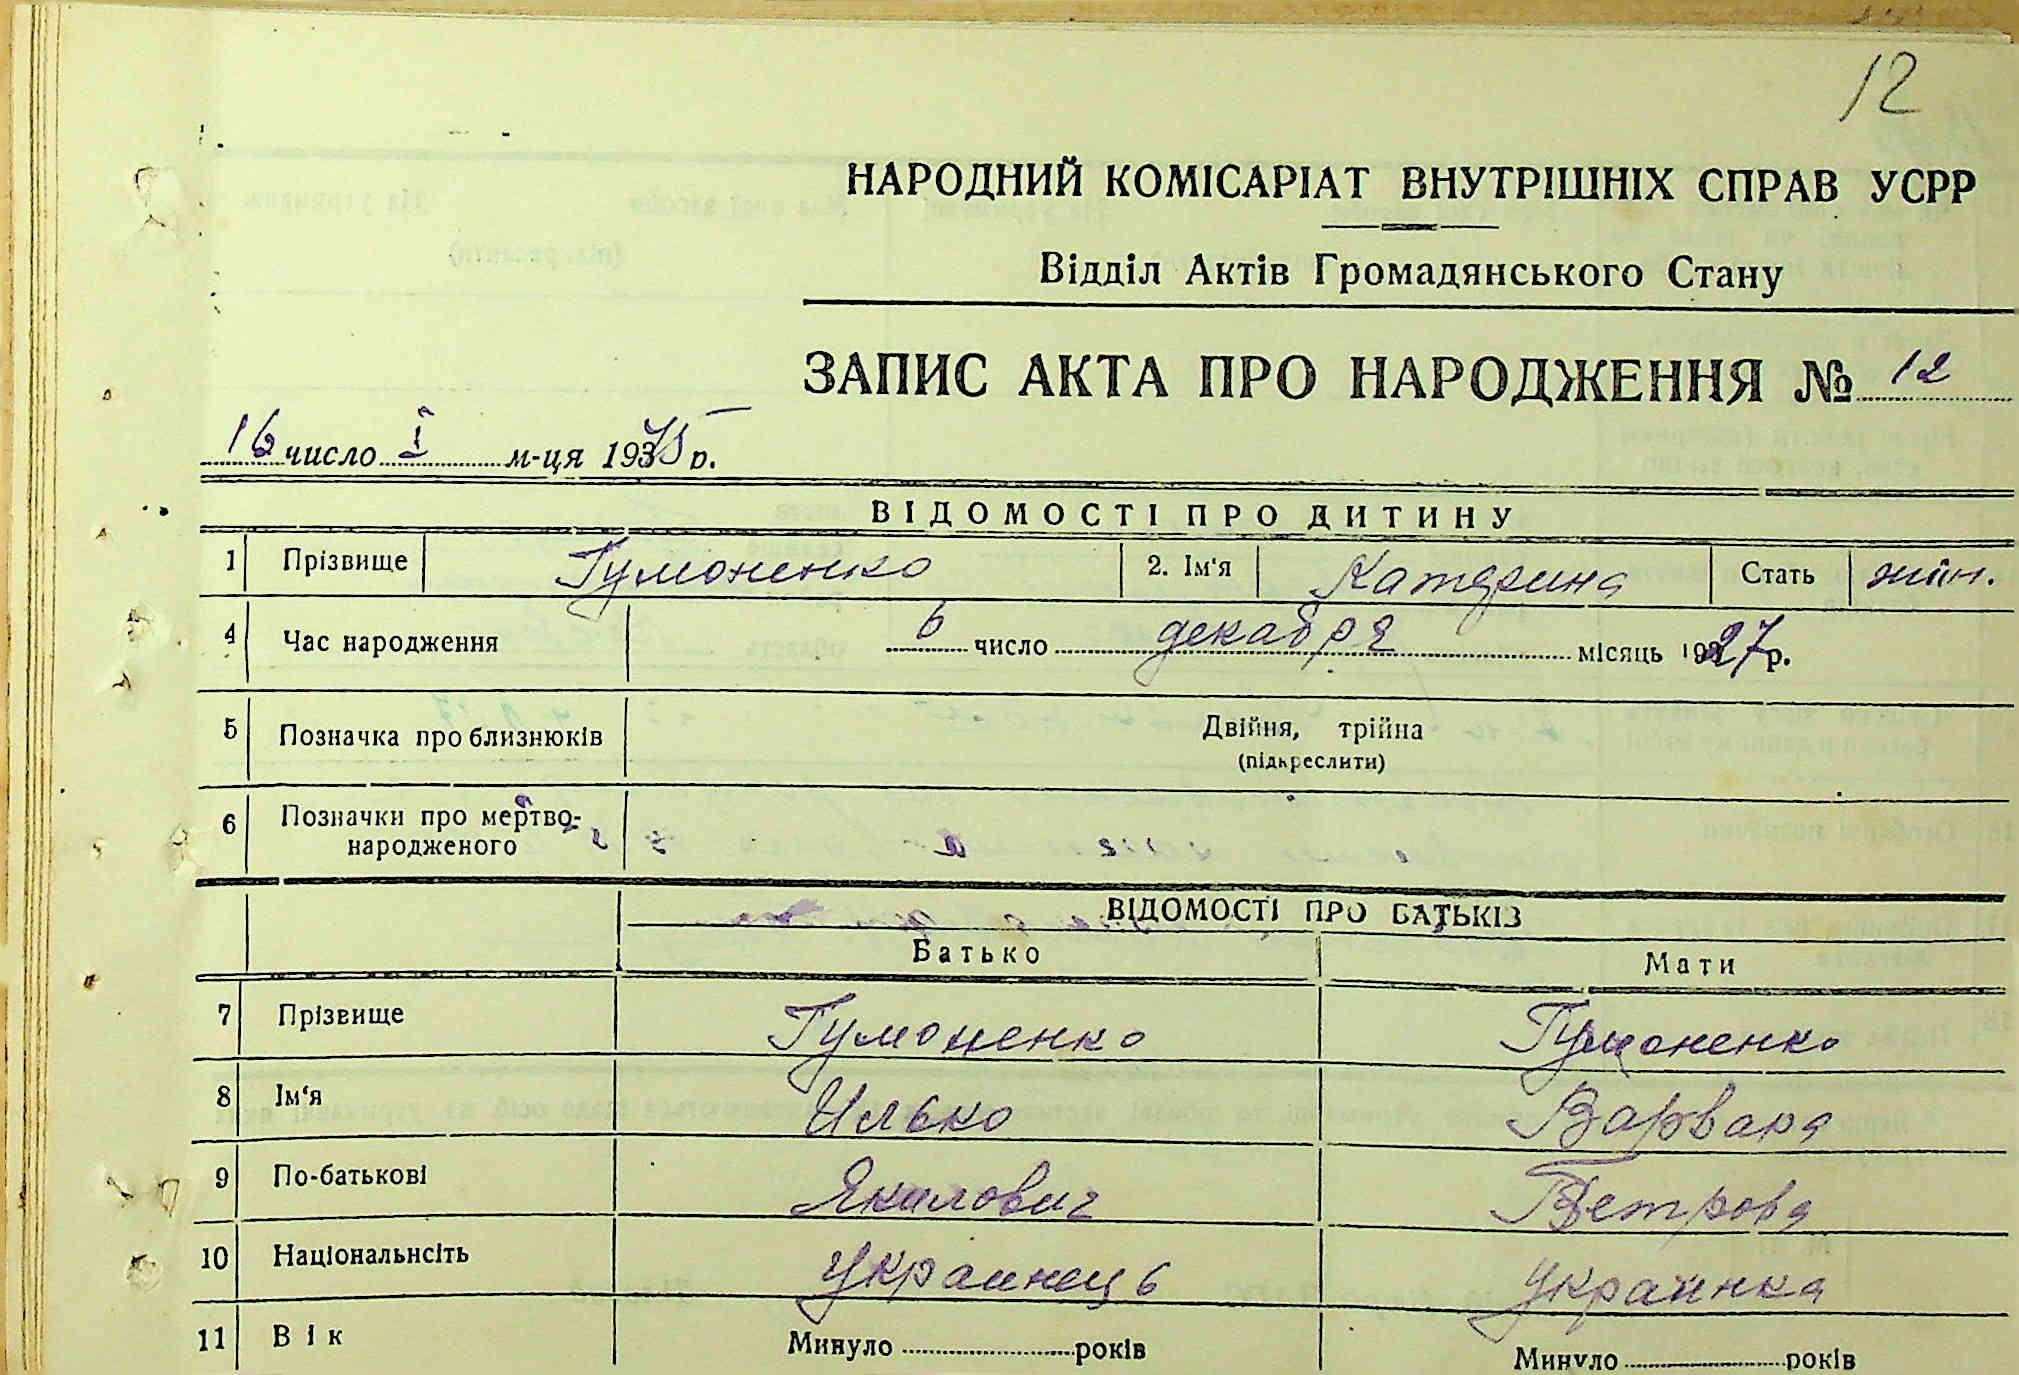 12
НАРОДНИЙ КОМІСАРІАТ ВНУТРІШНІХ СПРАВ УСРР
Відділ Актів Громадянського Стану
ЗАПИС АКТА ПРО НАРОДЖЕННЯ № 12
16 число І м-ця 1945 р.
ВІДОМОСТІ ПРО ДИТИНУ
1 Прізвище Гумоненко 2. Ім'я Катерина Стать жін.
4 Час народження 6 число декабря місяць 1927 р.
5 Позначка про близнюків Двійня, трійна
(підкреслити)
6 Позначки про мертво-
народженого
ВІДОМОСТІ ПРО БАТЬКІВ
Батько Мати
7 Прізвище Гумоненко Гумоненко
8 Ім'я Илько Варвара
9 По-батькові Якилович Петрова
10 Національнсіть Украинець Украинка
11 Вік Минуло років Минуло років